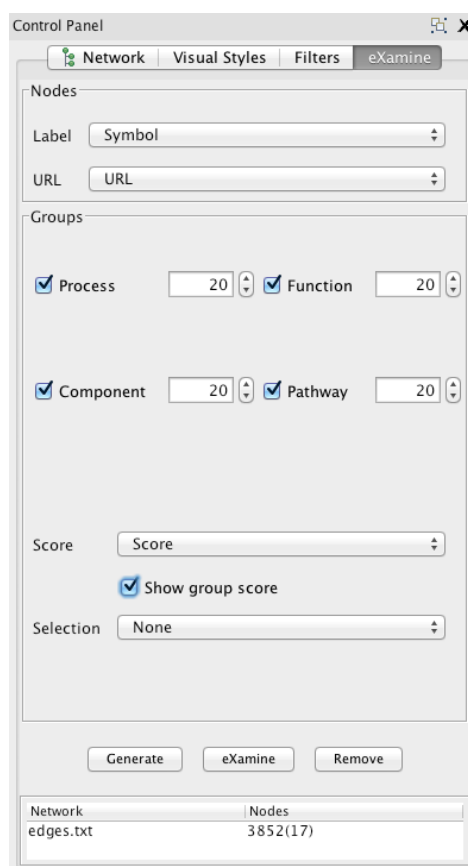 Control Panel
Network Visual Styles Filters eXamine
Nodes
Label Symbol
URL URL
Groups
Process 20 Function 20
Component 20 Pathway 20
Score Score
Show group score
Selection None
Generate eXamine Remove
Network Nodes
edges.txt 3852(17)